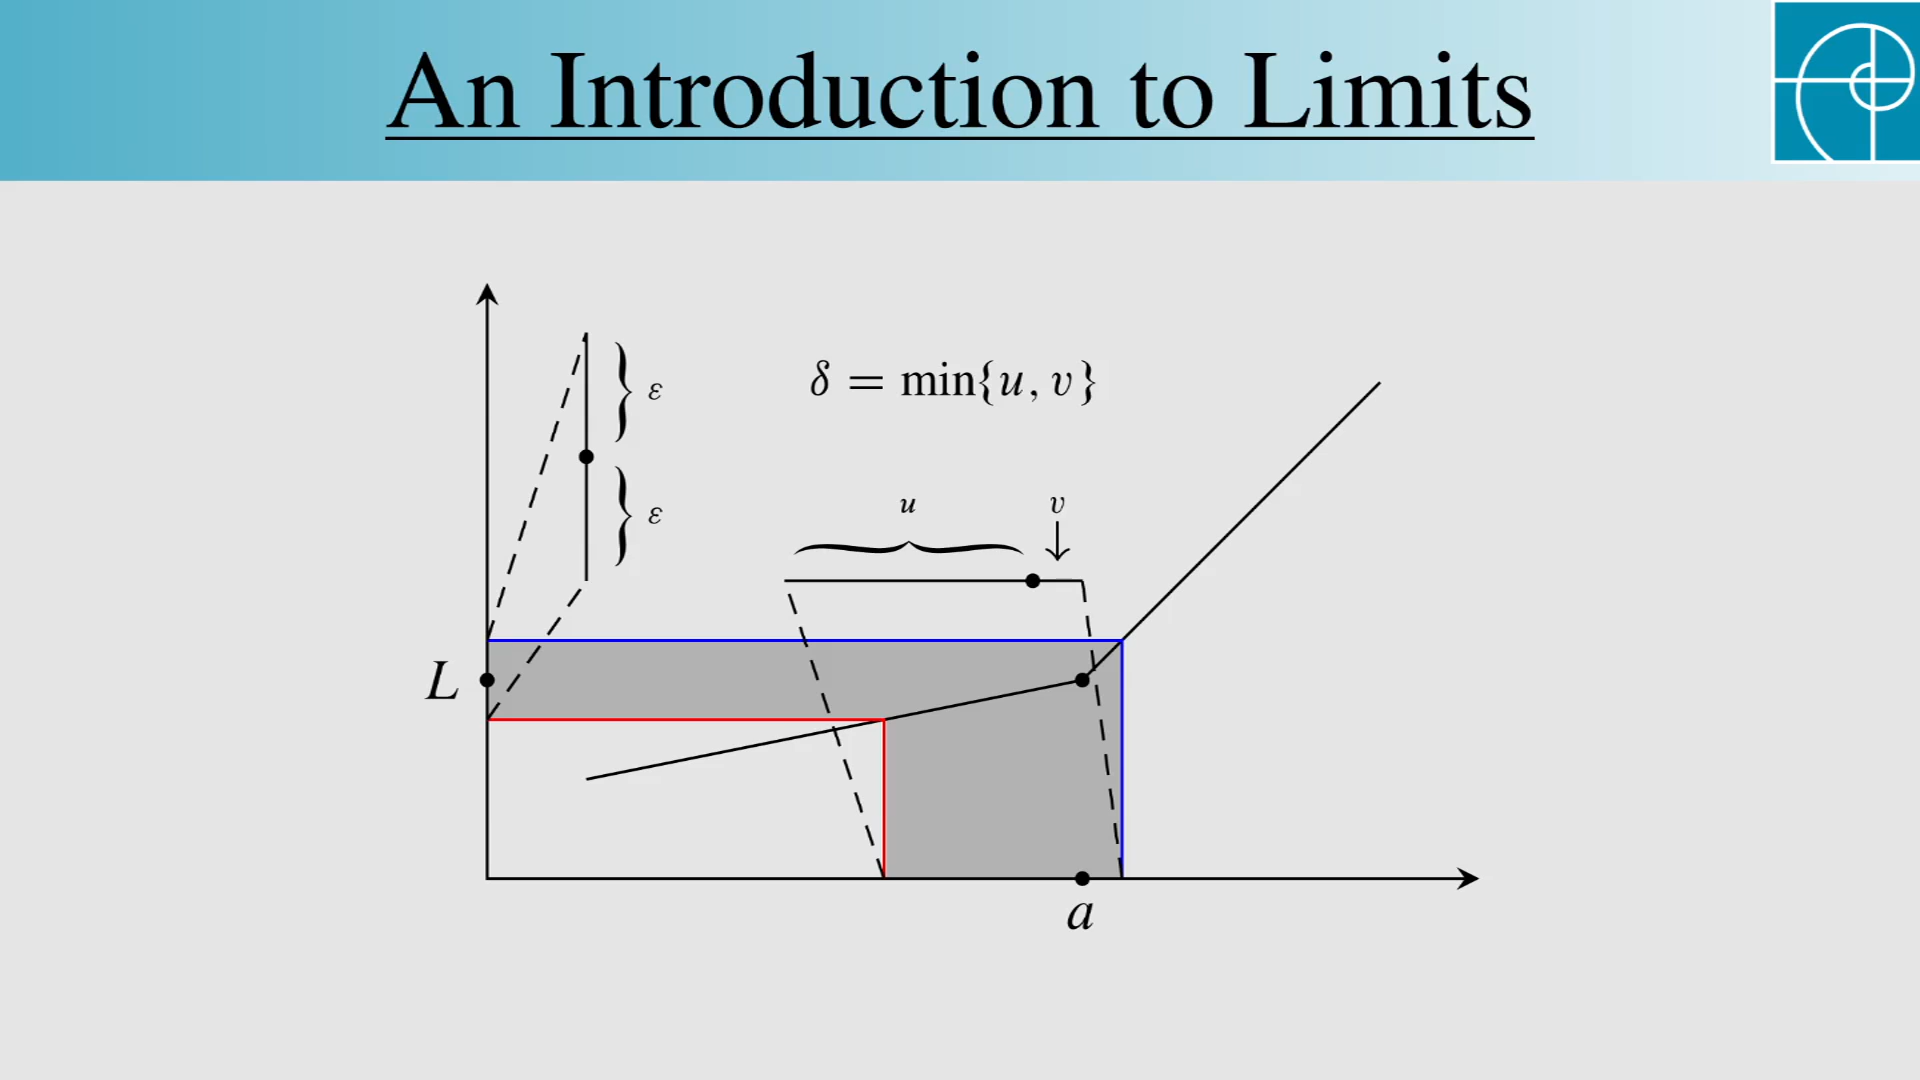 An Introduction to Limits
ε
δ = min{u, v}
u
v
ε
L
a